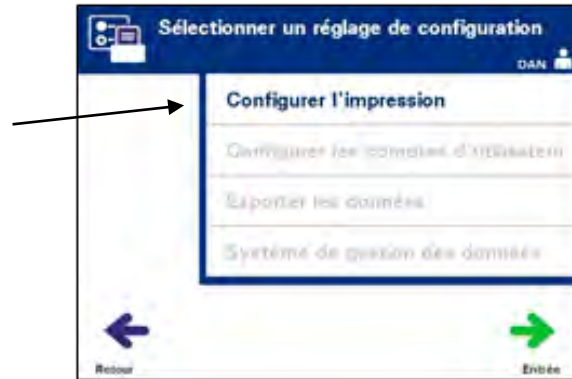 Sélectionner un réglage de configuration
DAN
Configurer l'impression
Configurer les comptes d'utilisateur
Exporter les données
Système de gestion des données
Retour
Entrée